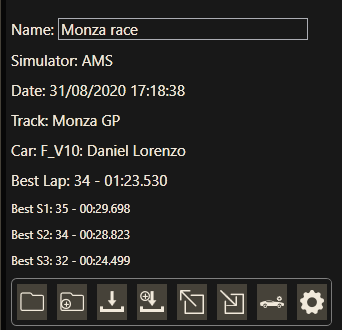 Name: Monza race
Simulator: AMS
Date: 31/08/2020 17:18:38
Track: Monza GP
Car: F_V10: Daniel Lorenzo
Best Lap: 34 - 01:23.530
Best S1: 35 - 00:29.698
Best S2: 34 - 00:28.823
Best S3: 32 - 00:24.499